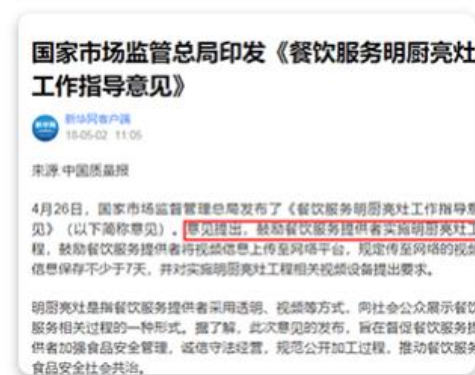 国家市场监管总局印发《餐饮服务明厨亮灶
工作指导意见》
新华网客户端
18-05-02 11:05
来源 中国质量报
4月26日，国家市场监督管理总局发布了《餐饮服务明厨亮灶工作指导意
见》（以下简称意见）。意见提出，鼓励餐饮服务提供者实施明厨亮灶工
程，鼓励餐饮服务提供者将视频信息上传至网络平台，规定传至网络的视频
信息保存不少于7天，并对实施明厨亮灶工程相关视频设备提出要求。
明厨亮灶是指餐饮服务提供者采用透明、视频等方式，向社会公众展示餐饮
服务相关过程的一种形式。据了解，此次意见的发布，旨在督促餐饮服务提
供者加强食品安全管理，诚信守法经营，规范公开加工过程，推动餐饮服务
食品安全社会共治。